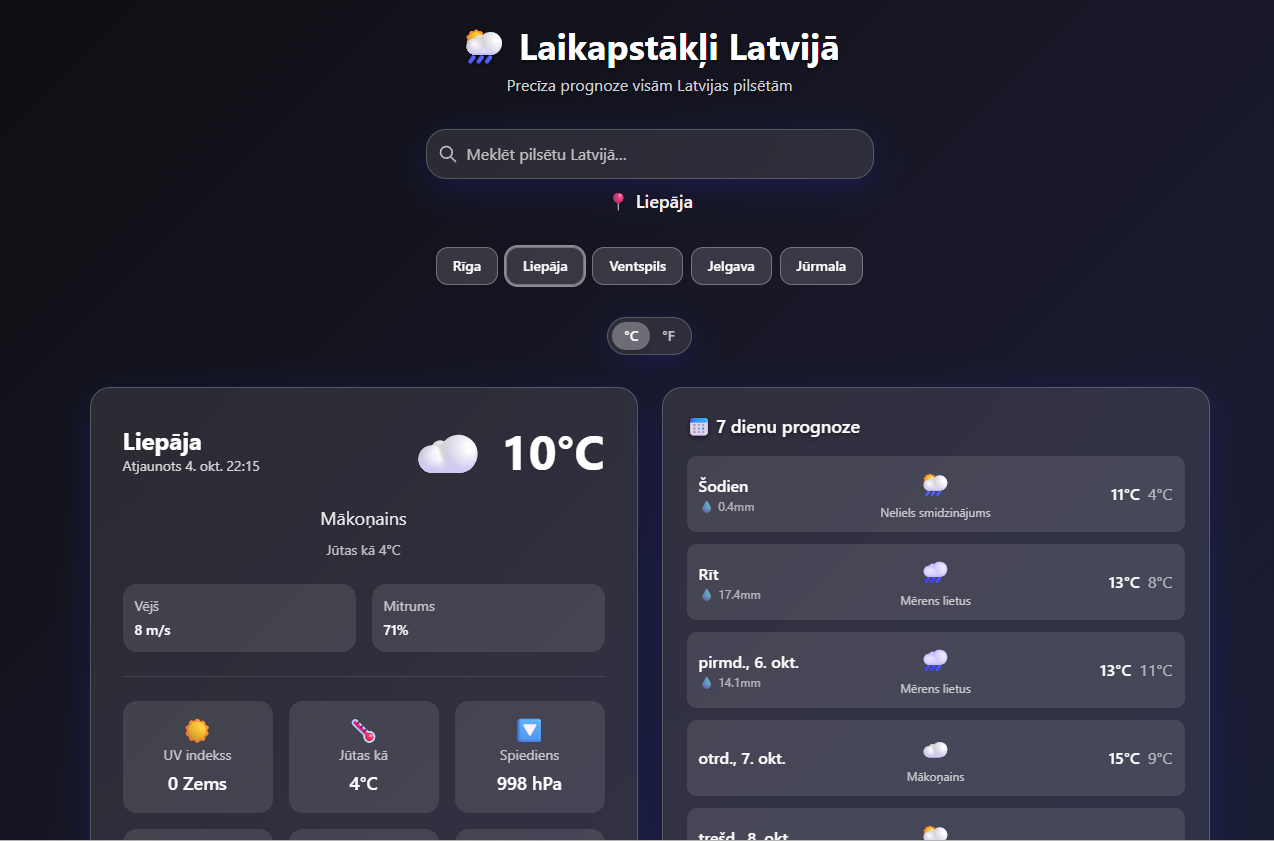 Laikapstākļi Latvijā
Precīza prognoze visām Latvijas pilsētām
Meklēt pilsētu Latvijā...
Liepāja
Rīga Liepāja Ventspils Jelgava Jūrmala
°C °F
Liepāja
Atjaunots 4. okt. 22:15
10°C
Mākoņains
Jūtas kā 4°C
Vējš
8 m/s
Mitrums
71%
UV indekss
0 Zems
Jūtas kā
4°C
Spiediens
998 hPa
7 dienu prognoze
Šodien
0.4mm
Neliels smidzinājums
11°C 4°C
Rīt
17.4mm
Mērens lietus
13°C 8°C
pirmd., 6. okt.
14.1mm
Mērens lietus
13°C 11°C
otrd., 7. okt.
Mākoņains
15°C 9°C
trešd., 8. okt.